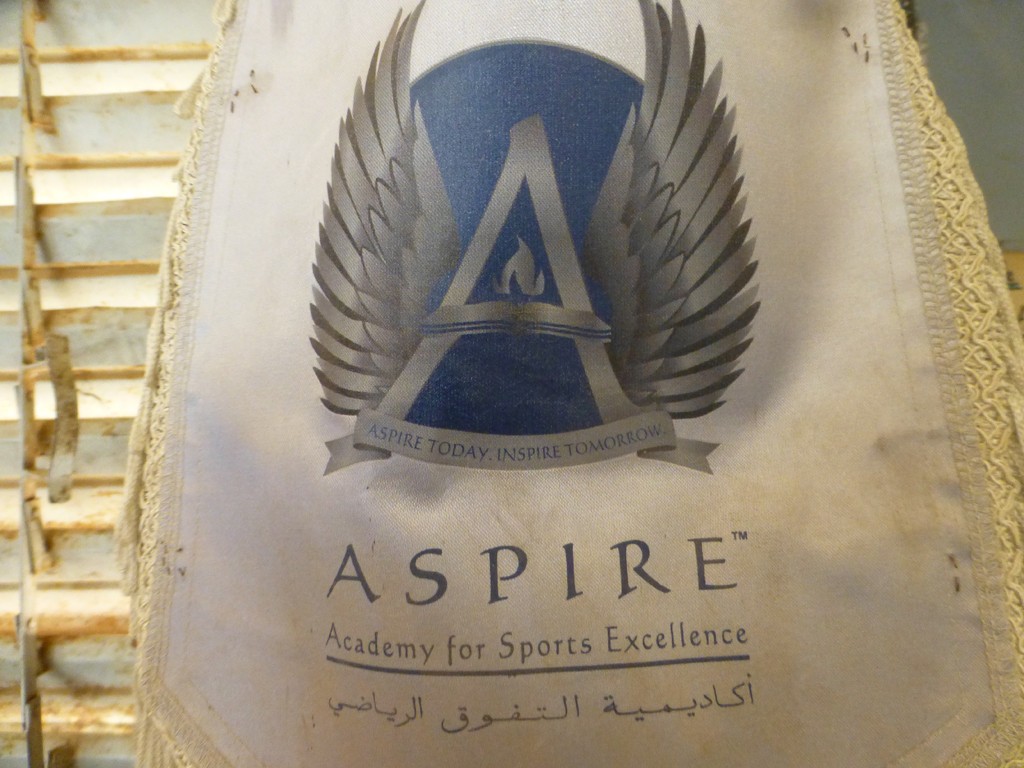 ASPIRE TODAY. INSPIRE TOMORROW.
ASPIRE™
Academy for Sports Excellence
أكاديمية التفوق الرياضي